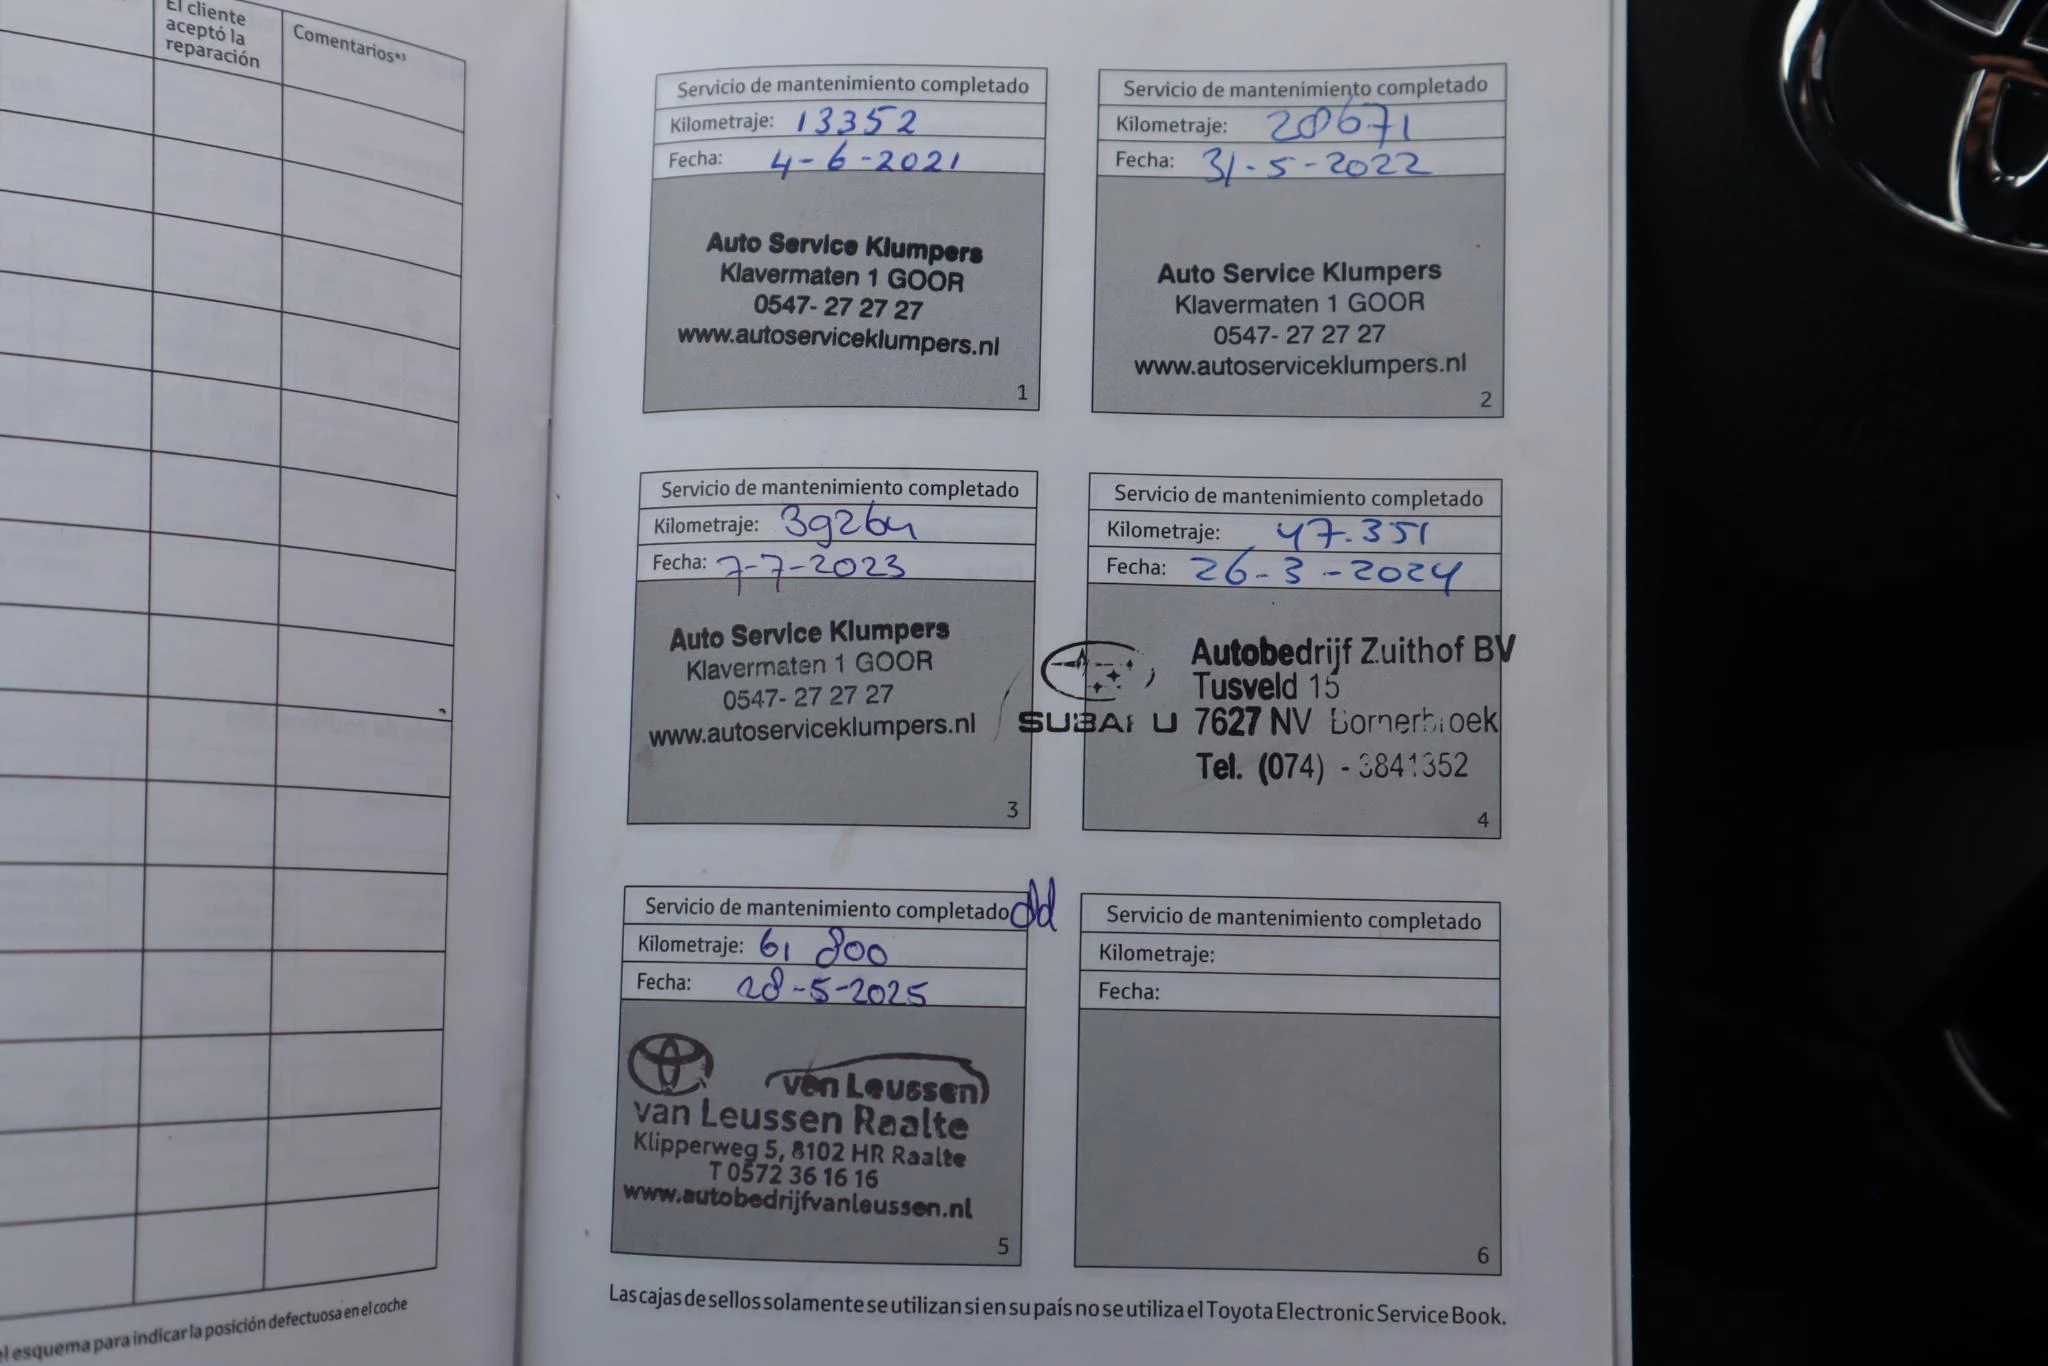 El cliente
aceptó la
reparación
Comentarios*³
el esquema para indicar la posición defectuosa en el coche
Servicio de mantenimiento completado
Kilometraje: 13352
Fecha: 4-6-2021
Auto Service Klumpers
Klavermaten 1 GOOR
0547- 27 27 27
www.autoserviceklumpers.nl
1
Servicio de mantenimiento completado
Kilometraje: 28671
Fecha: 31-5-2022
Auto Service Klumpers
Klavermaten 1 GOOR
0547- 27 27 27
www.autoserviceklumpers.nl
2
Servicio de mantenimiento completado
Kilometraje: 39264
Fecha: 7-7-2023
Auto Service Klumpers
Klavermaten 1 GOOR
0547- 27 27 27
www.autoserviceklumpers.nl
3
Servicio de mantenimiento completado
Kilometraje: 47.351
Fecha: 26-3-2024
Autobedrijf Zuithof BV
Tusveld 15
SUBARU 7627 NV Bornerbroek
Tel. (074) - 3841352
4
Servicio de mantenimiento completado
Kilometraje: 61 800
Fecha: 28-5-2025
van Leussen
van Leussen Raalte
Klipperweg 5, 8102 HR Raalte
T 0572 36 16 16
www.autobedrijfvanleussen.nl
5
Servicio de mantenimiento completado
Kilometraje:
Fecha:
6
Las cajas de sellos solamente se utilizan si en su país no se utiliza el Toyota Electronic Service Book.